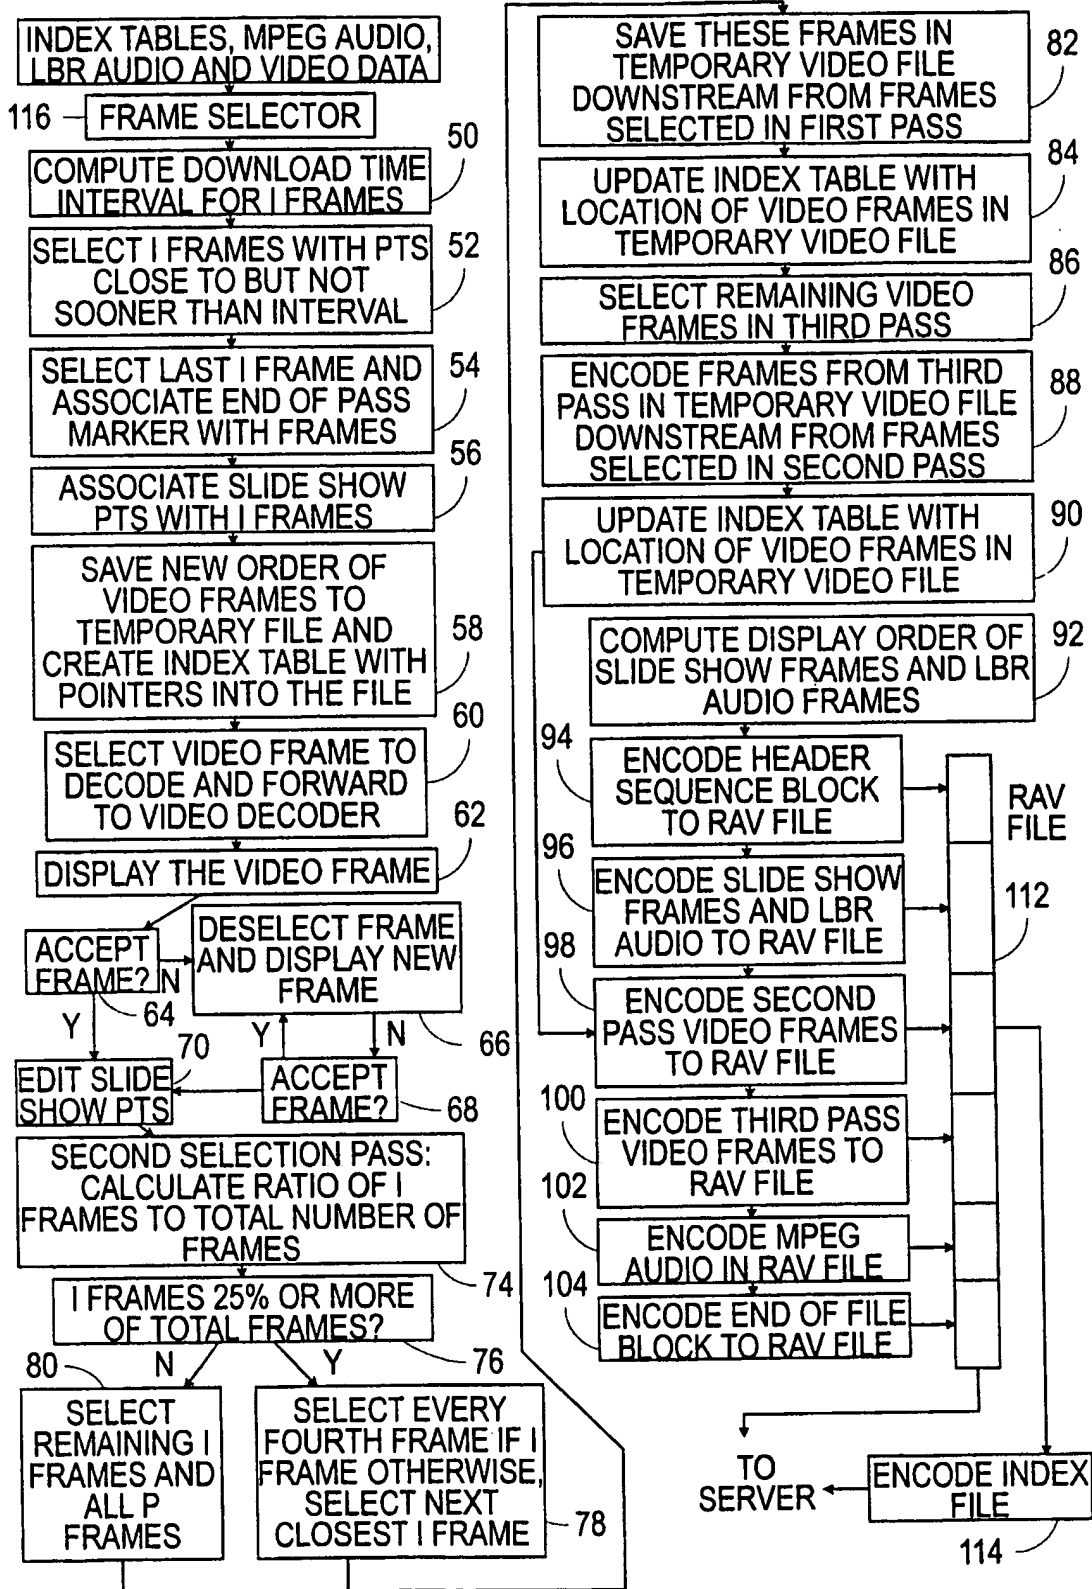 INDEX TABLES, MPEG AUDIO,
LBR AUDIO AND VIDEO DATA
116
FRAME SELECTOR
50
COMPUTE DOWNLOAD TIME
INTERVAL FOR I FRAMES
52
SELECT I FRAMES WITH PTS
CLOSE TO BUT NOT
SOONER THAN INTERVAL
54
SELECT LAST I FRAME AND
ASSOCIATE END OF PASS
MARKER WITH FRAMES
56
ASSOCIATE SLIDE SHOW
PTS WITH I FRAMES
58
SAVE NEW ORDER OF
VIDEO FRAMES TO
TEMPORARY FILE AND
CREATE INDEX TABLE WITH
POINTERS INTO THE FILE
60
SELECT VIDEO FRAME TO
DECODE AND FORWARD
TO VIDEO DECODER
62
DISPLAY THE VIDEO FRAME
ACCEPT
FRAME?
N
64
Y
DESELECT FRAME
AND DISPLAY NEW
FRAME
66
Y
N
70
EDIT SLIDE
SHOW PTS
ACCEPT
FRAME?
68
SECOND SELECTION PASS:
CALCULATE RATIO OF I
FRAMES TO TOTAL NUMBER OF
FRAMES
74
I FRAMES 25% OR MORE
OF TOTAL FRAMES?
76
N
Y
80
SELECT
REMAINING I
FRAMES AND
ALL P
FRAMES
SELECT EVERY
FOURTH FRAME IF I
FRAME OTHERWISE,
SELECT NEXT
CLOSEST I FRAME
78
SAVE THESE FRAMES IN
TEMPORARY VIDEO FILE
DOWNSTREAM FROM FRAMES
SELECTED IN FIRST PASS
82
84
UPDATE INDEX TABLE WITH
LOCATION OF VIDEO FRAMES IN
TEMPORARY VIDEO FILE
86
SELECT REMAINING VIDEO
FRAMES IN THIRD PASS
88
ENCODE FRAMES FROM THIRD
PASS IN TEMPORARY VIDEO FILE
DOWNSTREAM FROM FRAMES
SELECTED IN SECOND PASS
90
UPDATE INDEX TABLE WITH
LOCATION OF VIDEO FRAMES IN
TEMPORARY VIDEO FILE
92
COMPUTE DISPLAY ORDER OF
SLIDE SHOW FRAMES AND LBR
AUDIO FRAMES
94
ENCODE HEADER
SEQUENCE BLOCK
TO RAV FILE
RAV
FILE
96
ENCODE SLIDE SHOW
FRAMES AND LBR
AUDIO TO RAV FILE
112
98
ENCODE SECOND
PASS VIDEO FRAMES
TO RAV FILE
100
ENCODE THIRD PASS
VIDEO FRAMES TO
RAV FILE
102
ENCODE MPEG
AUDIO IN RAV FILE
104
ENCODE END OF FILE
BLOCK TO RAV FILE
TO
SERVER
ENCODE INDEX
FILE
114